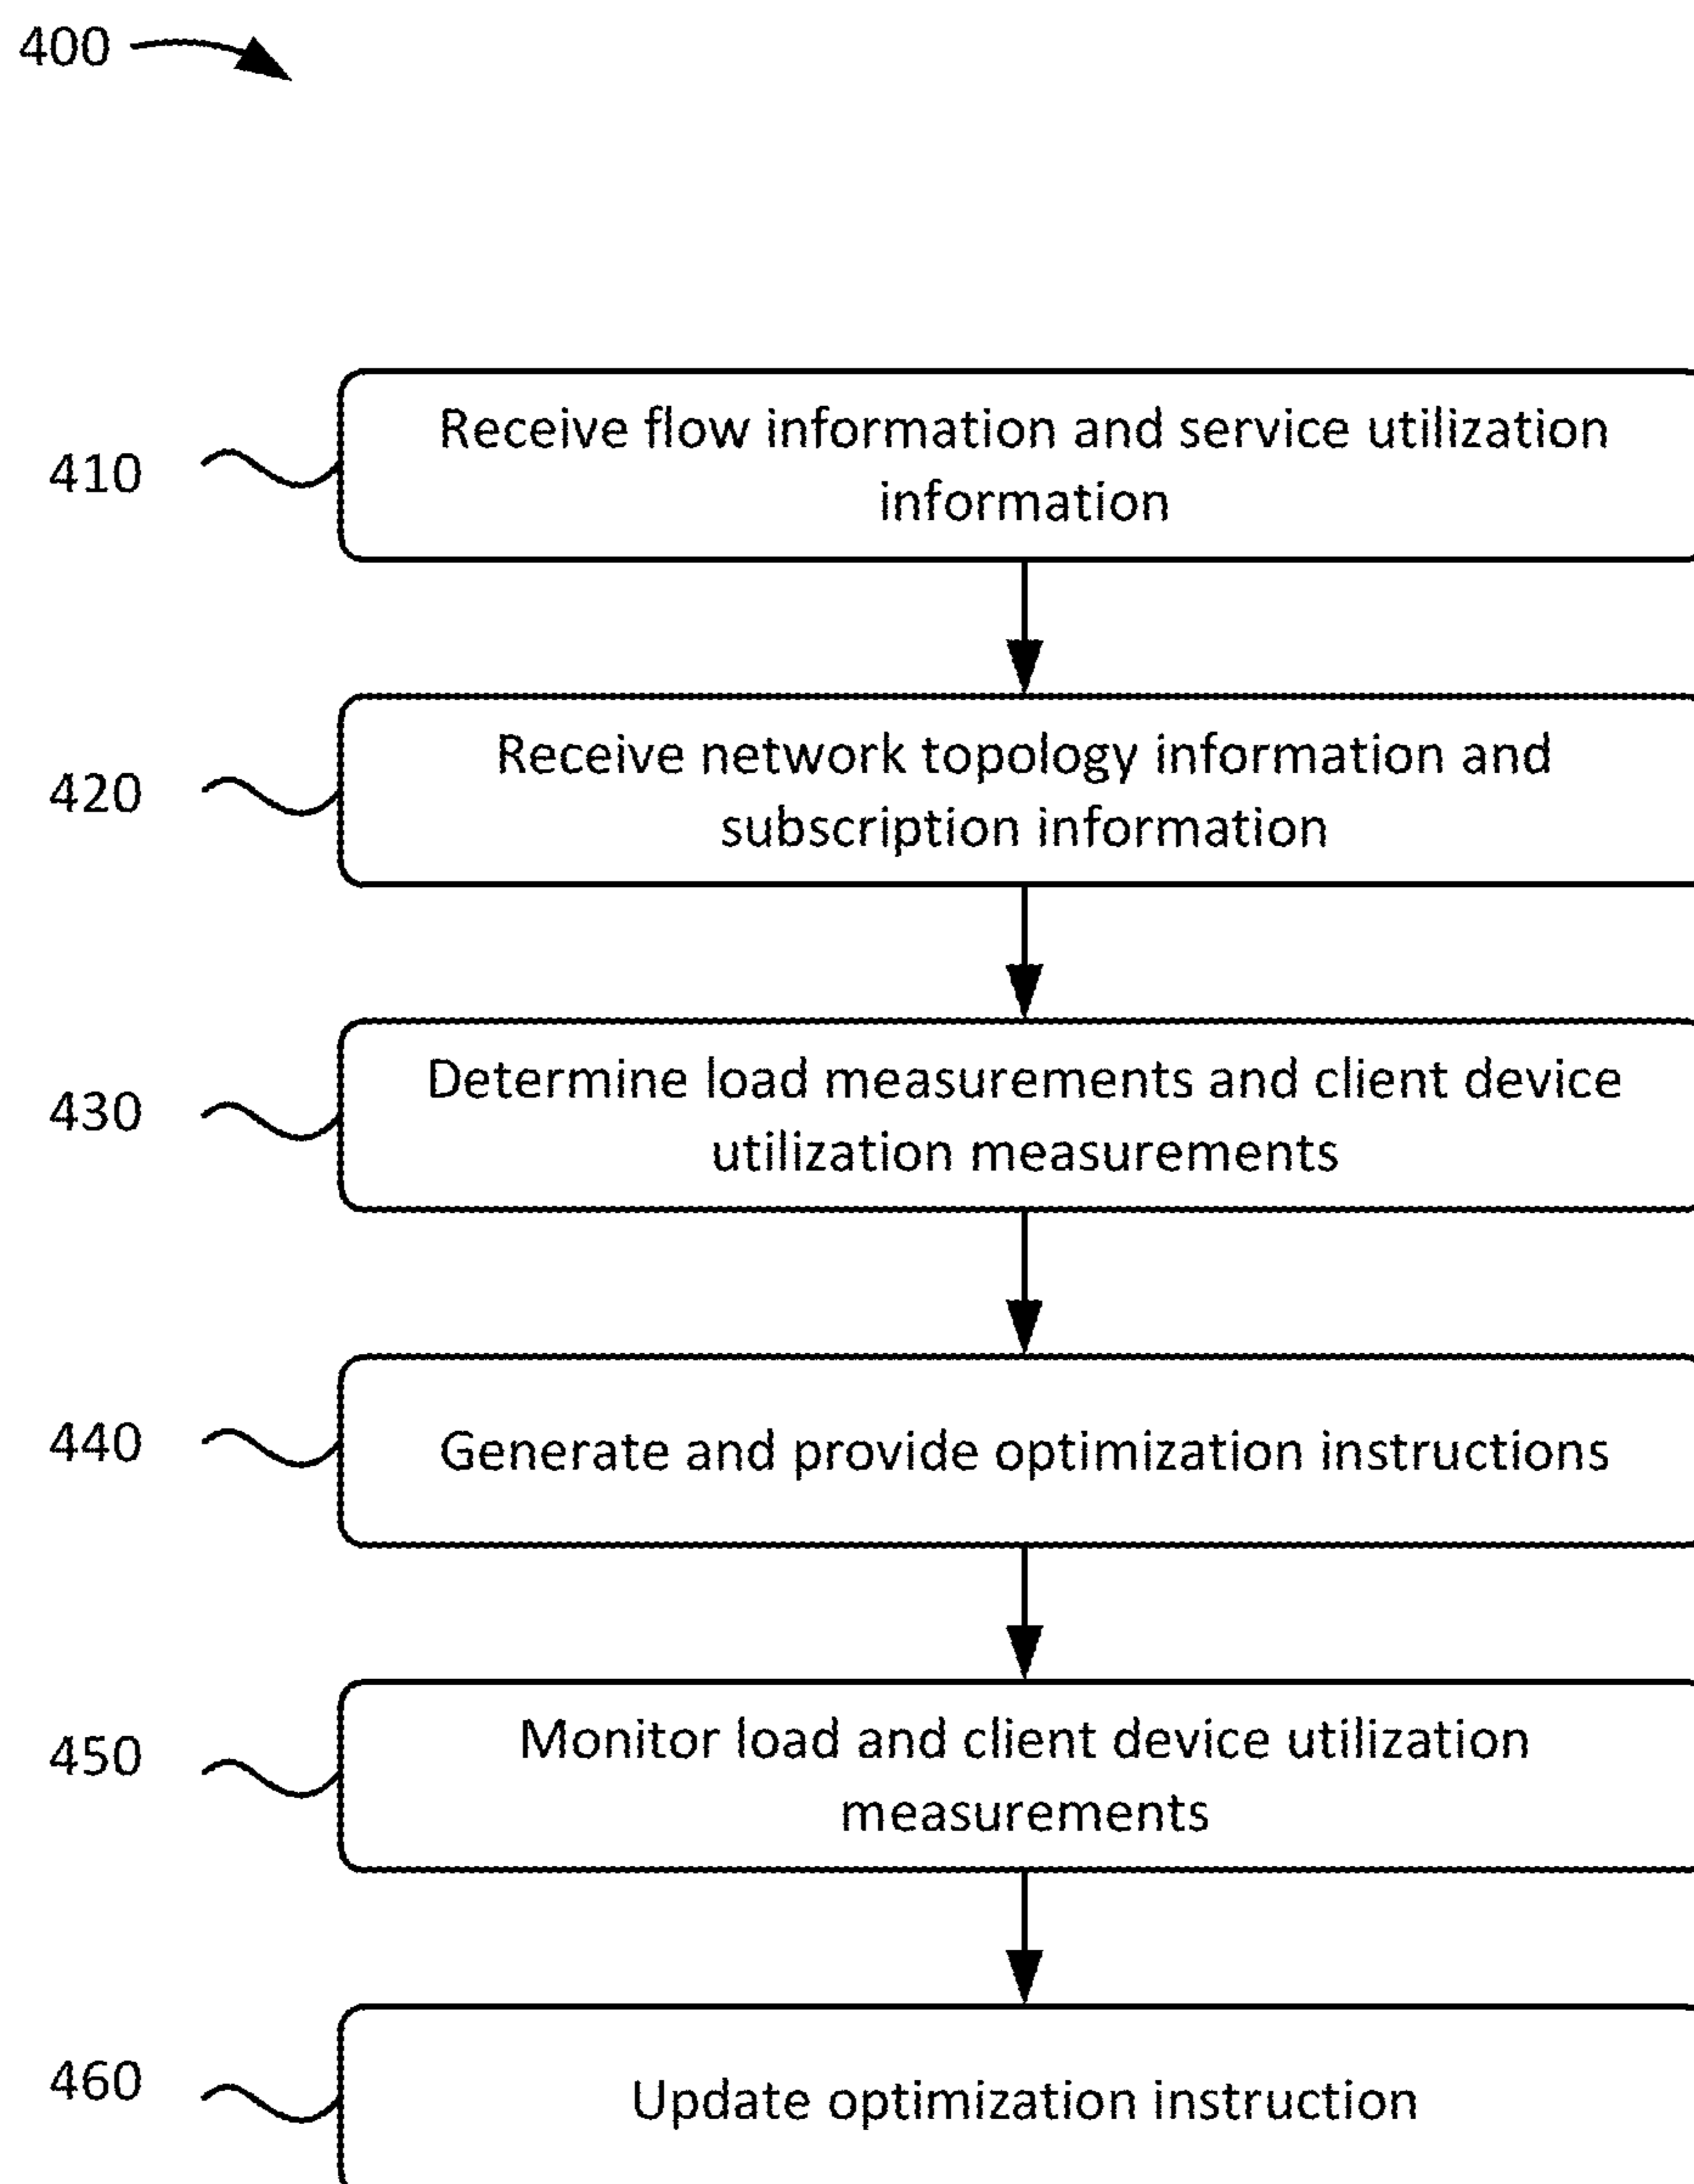 400
410
Receive flow information and service utilization
information
420
Receive network topology information and
subscription information
430
Determine load measurements and client device
utilization measurements
440
Generate and provide optimization instructions
450
Monitor load and client device utilization
measurements
460
Update optimization instruction